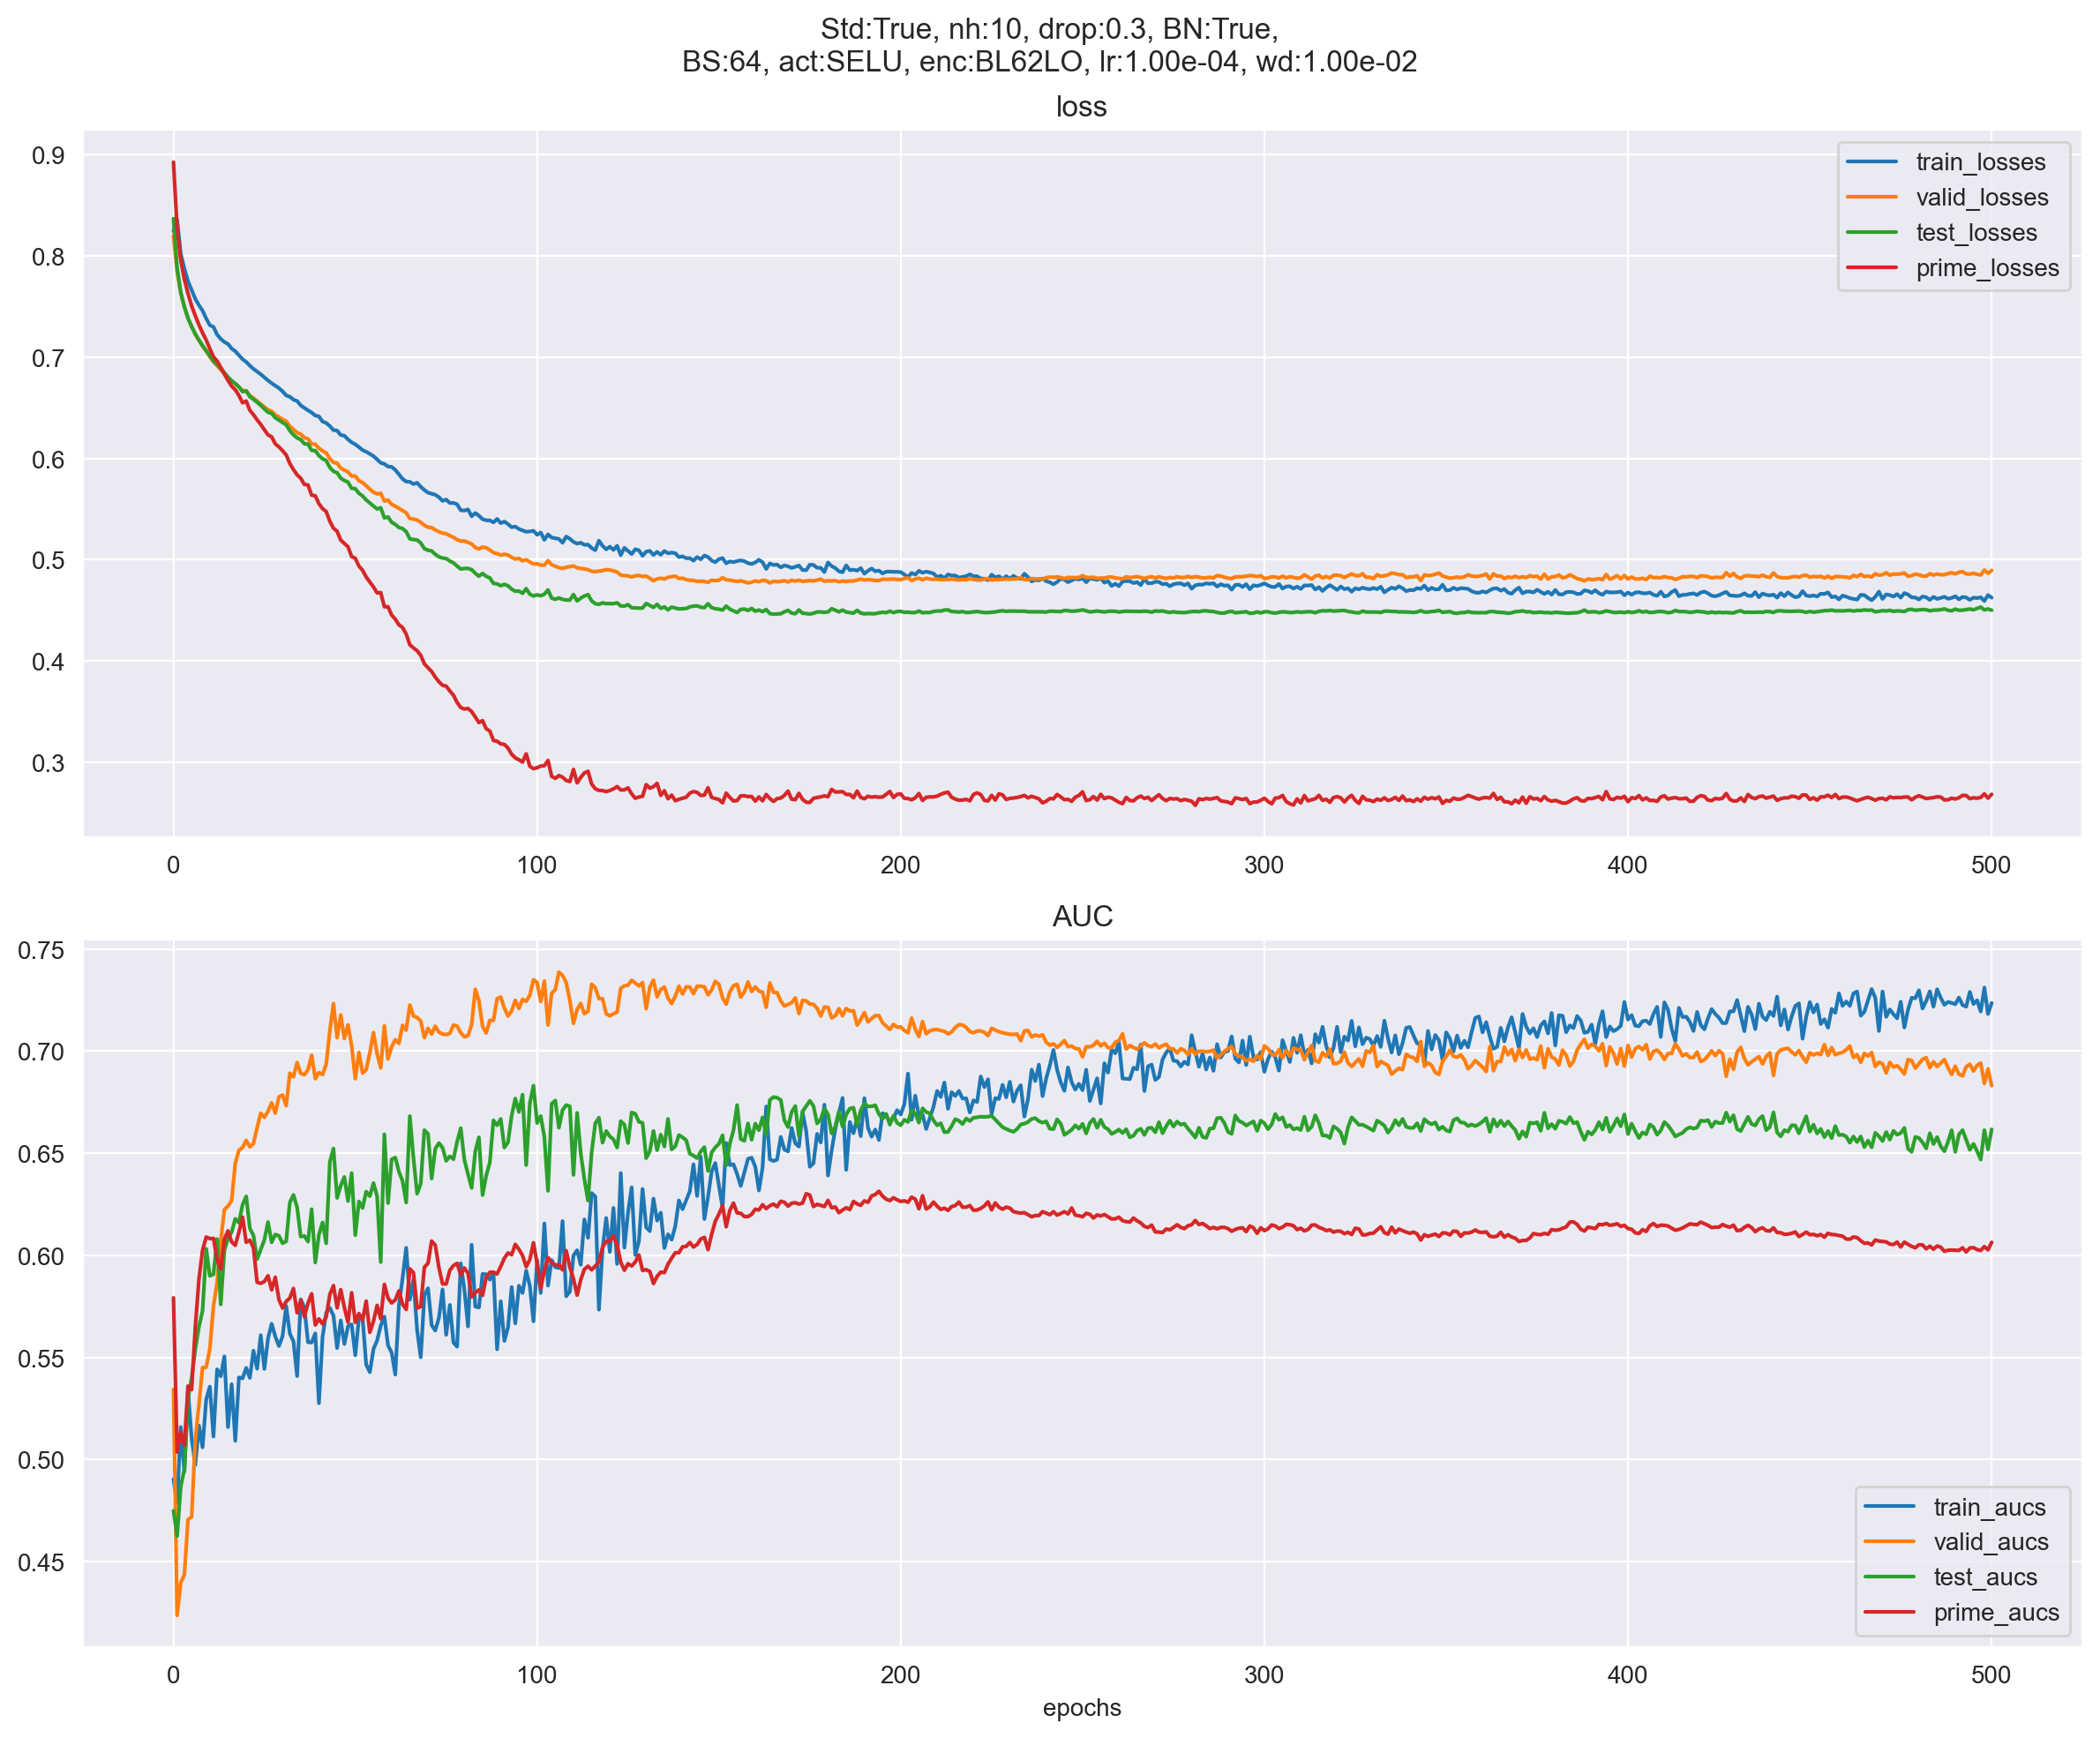 Std:True, nh:10, drop:0.3, BN:True,
BS:64, act:SELU, enc:BL62LO, lr:1.00e-04, wd:1.00e-02
loss
0.9
0.8
0.7
0.6
0.5
0.4
0.3
train_losses
valid_losses
test_losses
prime_losses
0 100 200 300 400 500
AUC
0.75
0.70
0.65
0.60
0.55
0.50
0.45
train_aucs
valid_aucs
test_aucs
prime_aucs
0 100 200 300 400 500
epochs